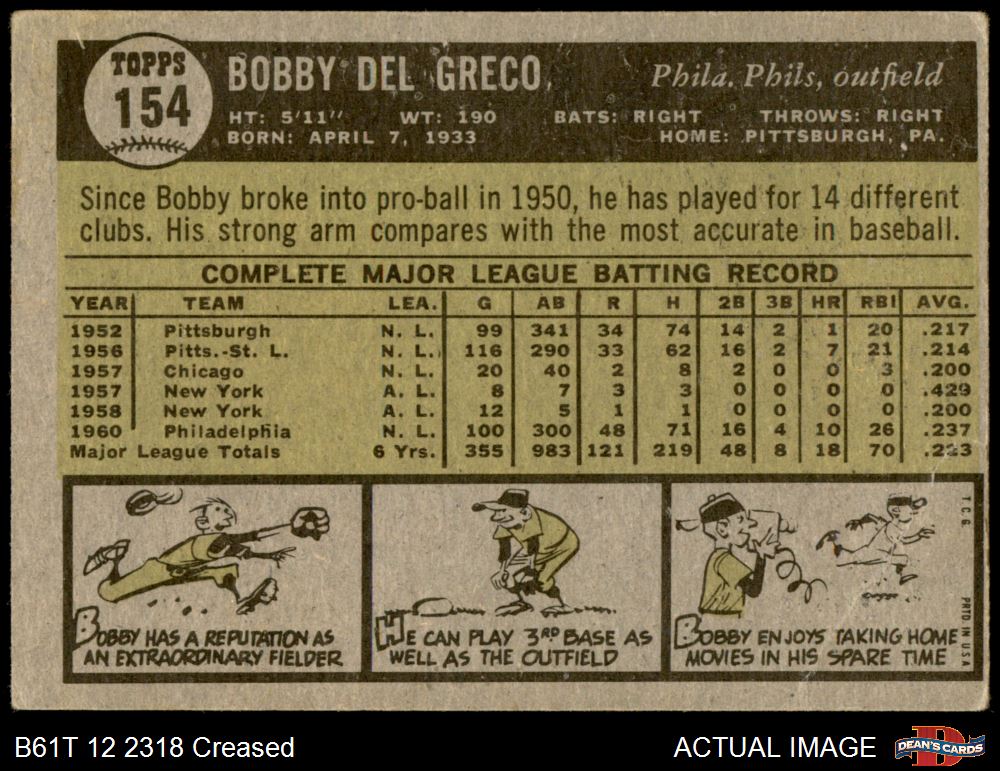 TOPPS
154
BOBBY DEL GRECO
Phila. Phils, outfield
HT: 5'11" WT: 190 BATS: RIGHT THROWS: RIGHT
BORN: APRIL 7, 1933 HOME: PITTSBURGH, PA.
Since Bobby broke into pro-ball in 1950, he has played for 14 different
clubs. His strong arm compares with the most accurate in baseball.
COMPLETE MAJOR LEAGUE BATTING RECORD
YEAR TEAM LEA. G AB R H 2B 3B HR RBI AVG.
1952 Pittsburgh N. L. 99 341 34 74 14 2 1 20 .217
1956 Pitts.-St. L. N. L. 116 290 33 62 16 2 7 21 .214
1957 Chicago N. L. 20 40 2 8 2 0 0 3 .200
1957 New York A. L. 8 7 3 3 0 0 0 0 .429
1958 New York A. L. 12 5 1 1 0 0 0 0 .200
1960 Philadelphia N. L. 100 300 48 71 16 4 10 26 .237
Major League Totals 6 Yrs. 355 983 121 219 48 8 18 70 .223
BOBBY HAS A REPUTATION AS
AN EXTRAORDINARY FIELDER
HE CAN PLAY 3RD BASE AS
WELL AS THE OUTFIELD
BOBBY ENJOYS TAKING HOME
MOVIES IN HIS SPARE TIME
T. C. G.
PRTD IN U.S.A
B61T 12 2318 Creased
ACTUAL IMAGE
DEAN'S CARDS